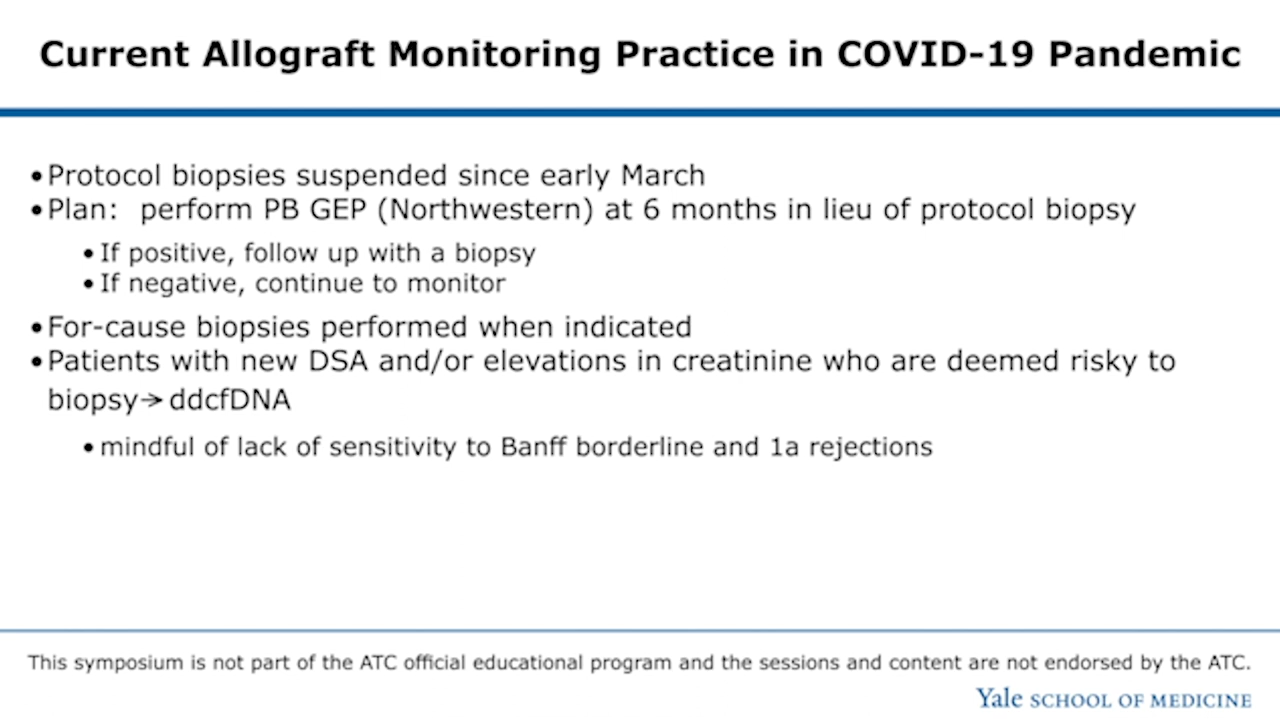 Current Allograft Monitoring Practice in COVID-19 Pandemic
•Protocol biopsies suspended since early March
•Plan: perform PB GEP (Northwestern) at 6 months in lieu of protocol biopsy
•If positive, follow up with a biopsy
•If negative, continue to monitor
•For-cause biopsies performed when indicated
•Patients with new DSA and/or elevations in creatinine who are deemed risky to
biopsy→ddcfDNA
•mindful of lack of sensitivity to Banff borderline and 1a rejections
This symposium is not part of the ATC official educational program and the sessions and content are not endorsed by the ATC.
Yale SCHOOL OF MEDICINE